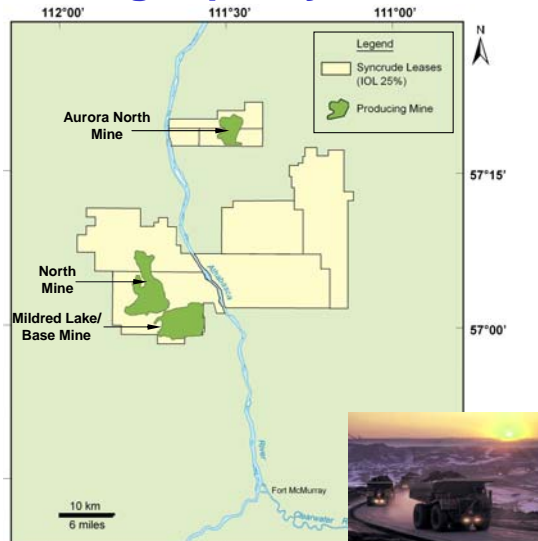 112°00'
111°30'
111°00'
N
Legend
Syncrude Leases
(IOL 25%)
Producing Mine
Aurora North
Mine
57°15'
Athabasca
North
Mine
Mildred Lake/
Base Mine
57°00'
River
Fort McMurray
Clearwater
10 km
6 miles